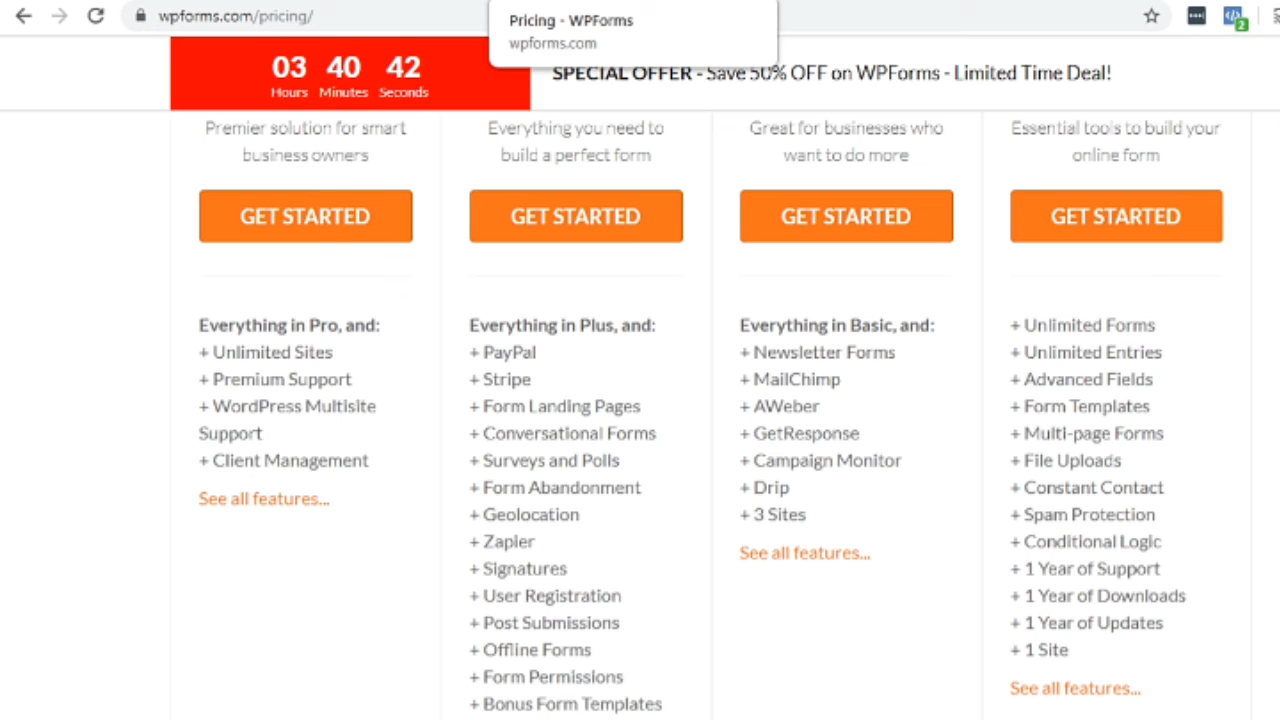 wpforms.com/pricing/
Pricing - WPForms
wpforms.com
2
03 40 42
Hours Minutes Seconds
SPECIAL OFFER - Save 50% OFF on WPForms - Limited Time Deal!
Premier solution for smart
business owners
GET STARTED
Everything in Pro, and:
+ Unlimited Sites
+ Premium Support
+ WordPress Multisite
Support
+ Client Management
See all features...
Everything you need to
build a perfect form
GET STARTED
Everything in Plus, and:
+ PayPal
+ Stripe
+ Form Landing Pages
+ Conversational Forms
+ Surveys and Polls
+ Form Abandonment
+ Geolocation
+ Zapier
+ Signatures
+ User Registration
+ Post Submissions
+ Offline Forms
+ Form Permissions
+ Bonus Form Templates
Great for businesses who
want to do more
GET STARTED
Everything in Basic, and:
+ Newsletter Forms
+ MailChimp
+ AWeber
+ GetResponse
+ Campaign Monitor
+ Drip
+ 3 Sites
See all features...
Essential tools to build your
online form
GET STARTED
+ Unlimited Forms
+ Unlimited Entries
+ Advanced Fields
+ Form Templates
+ Multi-page Forms
+ File Uploads
+ Constant Contact
+ Spam Protection
+ Conditional Logic
+ 1 Year of Support
+ 1 Year of Downloads
+ 1 Year of Updates
+ 1 Site
See all features...